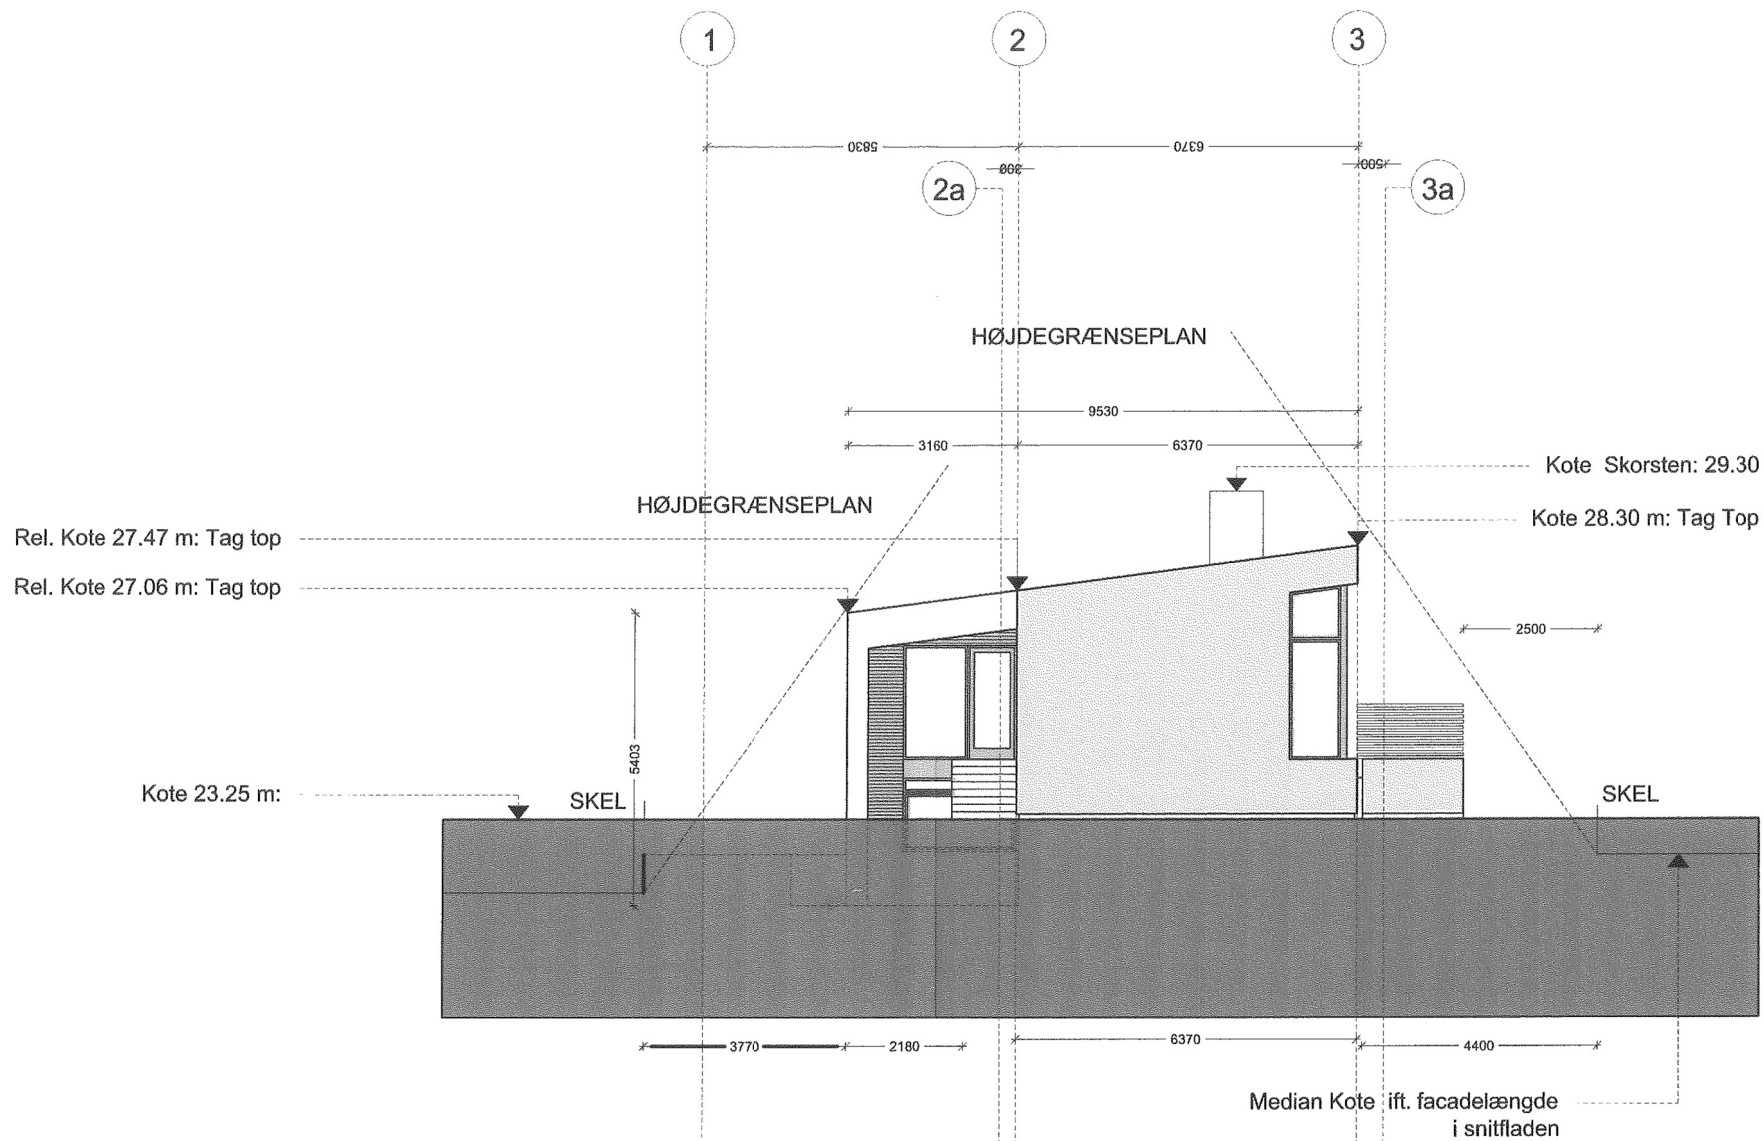 1
2
3
5830
6370
300
500
2a
3a
HØJDEGRÆNSEPLAN
9530
3160
6370
Kote Skorsten: 29.30
HØJDEGRÆNSEPLAN
Kote 28.30 m: Tag Top
Rel. Kote 27.47 m: Tag top
Rel. Kote 27.06 m: Tag top
2500
5403
Kote 23.25 m:
SKEL
SKEL
3770
2180
6370
4400
Median Kote ift. facadelængde
i snitfladen